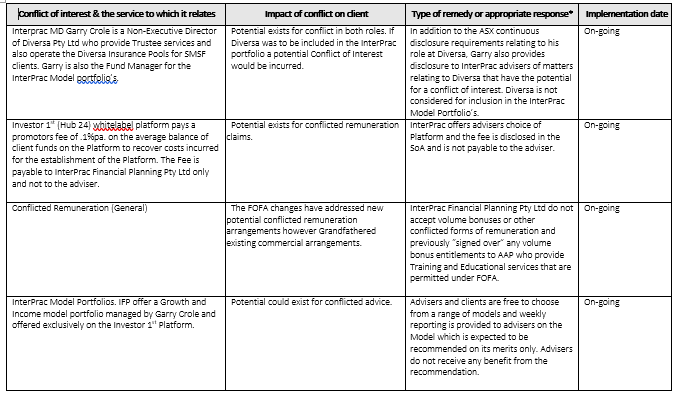 Conflict of interest & the service to which it relates
Impact of conflict on client
Type of remedy or appropriate response*
Implementation date
Interprac MD Garry Crole is a Non-Executive Director
of Diversa Pty Ltd who provide Trustee services and
also operate the Diversa Insurance Pools for SMSF
clients. Garry is also the Fund Manager for the
InterPrac Model portfolio's.
Potential exists for conflict in both roles. If
Diversa was to be included in the InterPrac
portfolio a potential Conflict of Interest
would be incurred.
In addition to the ASX continuous
disclosure requirements relating to his
role at Diversa, Garry also provides
disclosure to InterPrac advisers of matters
relating to Diversa that have the potential
for a conflict of interest. Diversa is not
considered for inclusion in the InterPrac
Model Portfolio's.
On-going
Investor 1st (Hub 24) whitelabel platform pays a
promotors fee of .1%pa. on the average balance of
client funds on the Platform to recover costs incurred
for the establishment of the Platform. The Fee is
payable to InterPrac Financial Planning Pty Ltd only
and not to the adviser.
Potential exists for conflicted remuneration
claims.
InterPrac offers advisers choice of
Platform and the fee is disclosed in the
SoA and is not payable to the adviser.
On-going
Conflicted Remuneration (General)
The FOFA changes have addressed new
potential conflicted remuneration
arrangements however Grandfathered
existing commercial arrangements.
InterPrac Financial Planning Pty Ltd do not
accept volume bonuses or other
conflicted forms of remuneration and
previously "signed over" any volume
bonus entitlements to AAP who provide
Training and Educational services that are
permitted under FOFA.
On-going
InterPrac Model Portfolios. IFP offer a Growth and
Income model portfolio managed by Garry Crole and
offered exclusively on the Investor 1st Platform.
Potential could exist for conflicted advice.
Advisers and clients are free to choose
from a range of models and weekly
reporting is provided to advisers on the
Model which is expected to be
recommended on its merits only. Advisers
do not receive any benefit from the
recommendation.
On-going